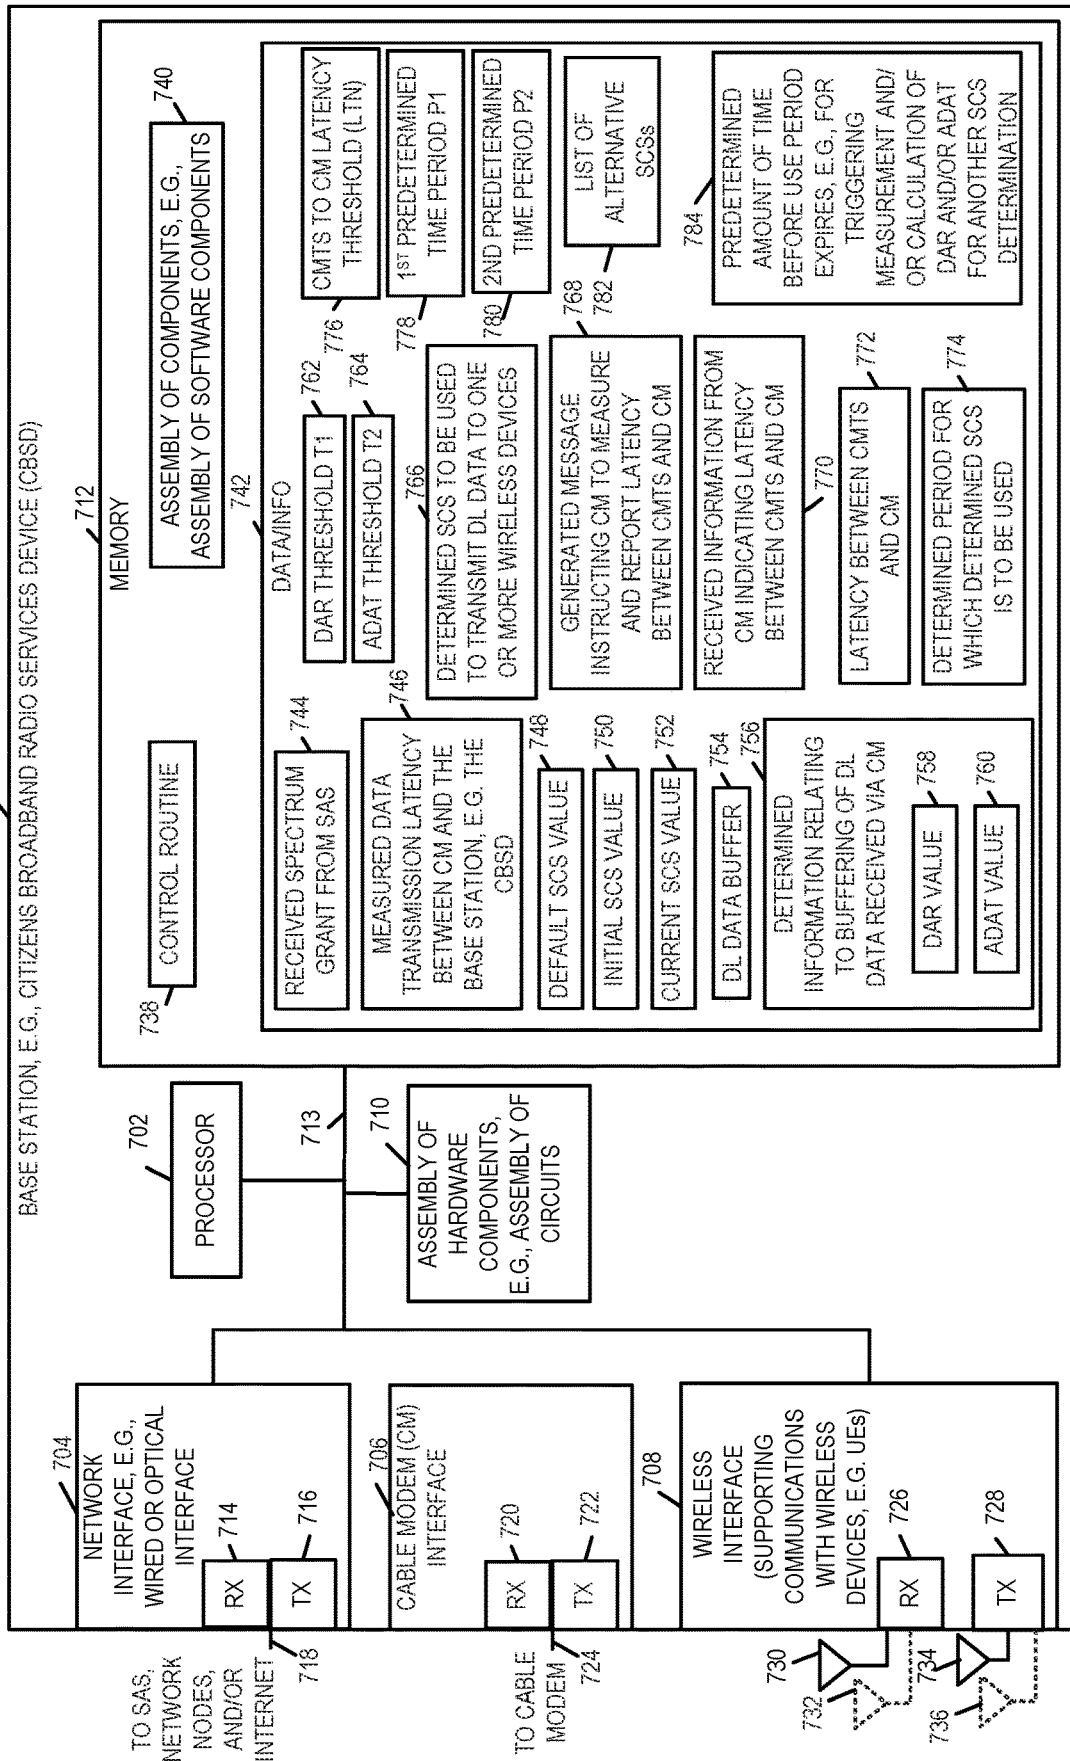 BASE STATION, E.G., CITIZENS BROADBAND RADIO SERVICES DEVICE (CBSD)
704
NETWORK
INTERFACE, E.G.,
WIRED OR OPTICAL
INTERFACE
RX
714
TX
716
718
TO SAS,
NETWORK
NODES,
AND/OR
INTERNET
706
CABLE MODEM (CM)
INTERFACE
RX
720
TX
722
724
TO CABLE
MODEM
708
WIRELESS
INTERFACE
(SUPPORTING
COMMUNICATIONS
WITH WIRELESS
DEVICES, E.G. UEs)
RX
726
TX
728
730
732
734
736
702
PROCESSOR
713
710
ASSEMBLY OF
HARDWARE
COMPONENTS,
E.G., ASSEMBLY OF
CIRCUITS
712
MEMORY
738
CONTROL ROUTINE
740
ASSEMBLY OF COMPONENTS, E.G.,
ASSEMBLY OF SOFTWARE COMPONENTS
742
DATA/INFO
744
RECEIVED SPECTRUM
GRANT FROM SAS
746
MEASURED DATA
TRANSMISSION LATENCY
BETWEEN CM AND THE
BASE STATION, E.G. THE
CBSD
748
DEFAULT SCS VALUE
750
INITIAL SCS VALUE
752
CURRENT SCS VALUE
754
DL DATA BUFFER
756
DETERMINED
INFORMATION RELATING
TO BUFFERING OF DL
DATA RECEIVED VIA CM
758
DAR VALUE
760
ADAT VALUE
762
DAR THRESHOLD T1
764
ADAT THRESHOLD T2
766
DETERMINED SCS TO BE USED
TO TRANSMIT DL DATA TO ONE
OR MORE WIRELESS DEVICES
768
GENERATED MESSAGE
INSTRUCTING CM TO MEASURE
AND REPORT LATENCY
BETWEEN CMTS AND CM
RECEIVED INFORMATION FROM
CM INDICATING LATENCY
BETWEEN CMTS AND CM
770
772
LATENCY BETWEEN CMTS
AND CM
774
DETERMINED PERIOD FOR
WHICH DETERMINED SCS
IS TO BE USED
776
CMTS TO CM LATENCY
THRESHOLD (LTN)
778
1ST PREDETERMINED
TIME PERIOD P1
780
2ND PREDETERMINED
TIME PERIOD P2
782
LIST OF
ALTERNATIVE
SCSs
784
PREDETERMINED
AMOUNT OF TIME
BEFORE USE PERIOD
EXPIRES, E.G., FOR
TRIGGERING
MEASUREMENT AND/
OR CALCULATION OF
DAR AND/OR ADAT
FOR ANOTHER SCS
DETERMINATION